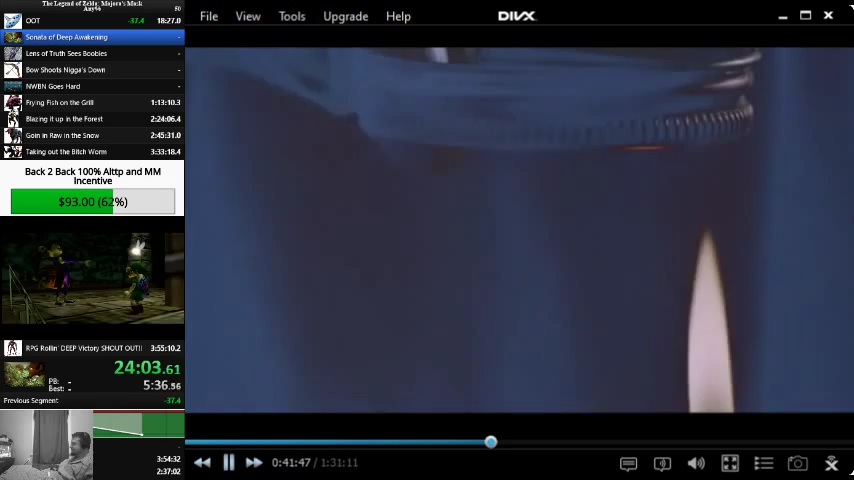 The Legend of Zelda: Majora's Mask
Any% 50
OOT -37.4 18:27.0
Sonata of Deep Awakening -
Lens of Truth Sees Boobies -
Bow Shoots Nigga's Down -
NWBN Goes Hard -
Frying Fish on the Grill 1:13:10.3
Blazing it up in the Forest 2:24:06.4
Goin in Raw in the Snow 2:45:31.0
Taking out the Bitch Worm 3:33:18.4
Back 2 Back 100% Alttp and MM
Incentive
$93.00 (62%)
RPG Rollin' DEEP Victory SHOUT OUT!! 3:55:10.2
24:03.61
PB: -
Best: - 5:36.56
Previous Segment -37.4
-
3:54:32
2:37:02
File View Tools Upgrade Help DIVX
0:41:47 / 1:31:11